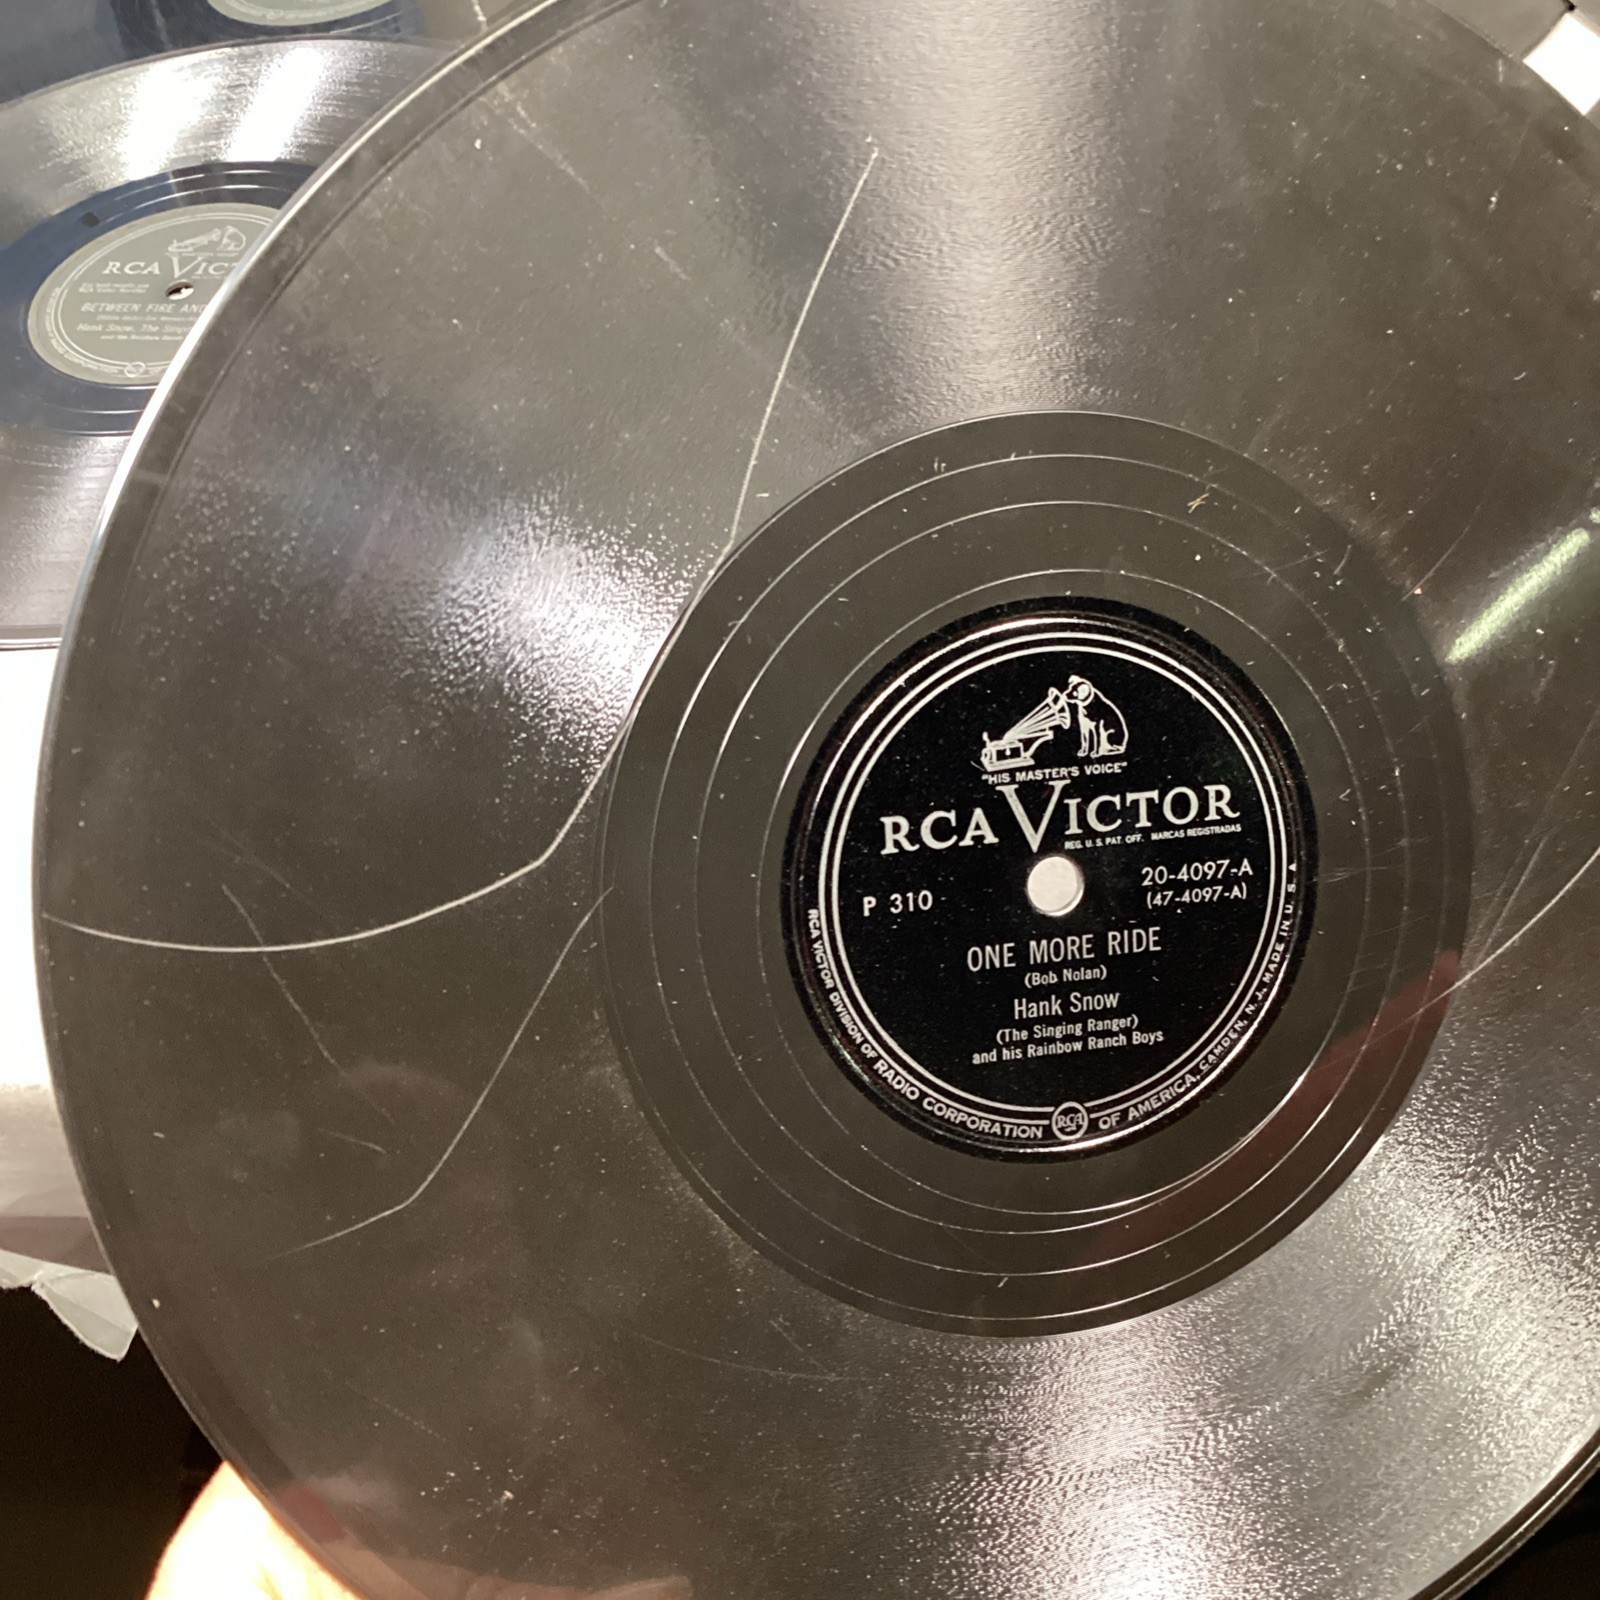 "HIS MASTER'S VOICE"
RCA VICTOR
REG. U. S. PAT. OFF. MARCAS REGISTRADAS
P 310
20-4097-A
(47-4097-A)
ONE MORE RIDE
(Bob Nolan)
Hank Snow
(The Singing Ranger)
and his Rainbow Ranch Boys
RCA VICTOR DIVISION OF RADIO CORPORATION RCA OF AMERICA, CAMDEN, N. J., MADE IN U. S. A
RCA VICT
BETWEEN FIRE AND
Hank Snow, The